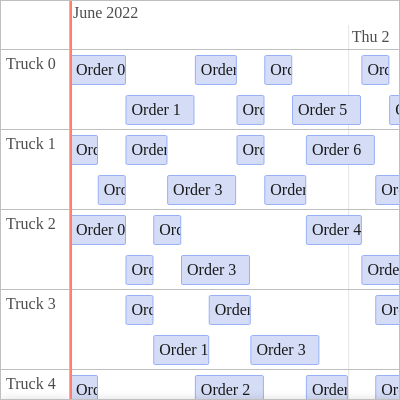 June 2022
Thu 2
Truck 0
Order 0 Order Orc Orc
Order 1 Orc Order 5
Truck 1
Orc Order Orc Order 6
Orc Order 3 Order Or
Truck 2
Order 0 Orc Order 4
Orc Order 3 Orde
Truck 3
Orc Order Or
Order 1 Order 3
Truck 4
Orc Order 2 Order Or